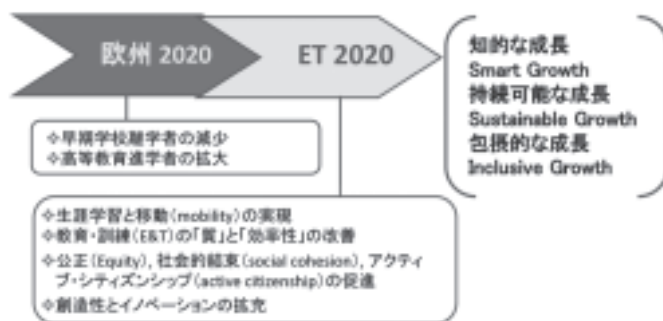 欧州 2020
ET 2020
知的な成長
Smart Growth
持続可能な成長
Sustainable Growth
包摂的な成長
Inclusive Growth
❖早期学校離学者の減少
❖高等教育進学者の拡大
❖生涯学習と移動(mobility)の実現
❖教育・訓練(E&T)の「質」と「効率性」の改善
❖公正(Equity), 社会的結束(social cohesion), アクティ
ブ・シティズンシップ(active citizenship)の促進
❖創造性とイノベーションの拡充